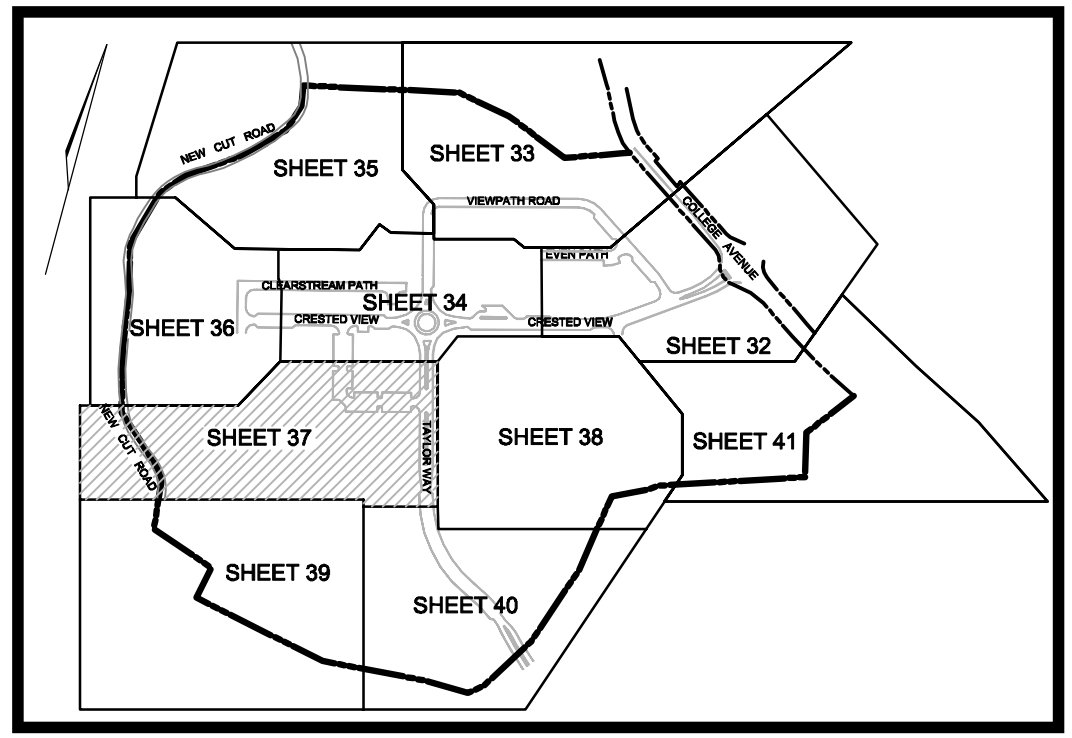 NEW CUT ROAD
SHEET 33
SHEET 35
VIEWPATH ROAD
COLLEGE AVENUE
EVEN PATH
CLEARSTREAM PATH
SHEET 34
CRESTED VIEW
CRESTED VIEW
SHEET 36
SHEET 32
NEW CUT ROAD
SHEET 37
TAYLOR WAY
SHEET 38
SHEET 41
SHEET 39
SHEET 40